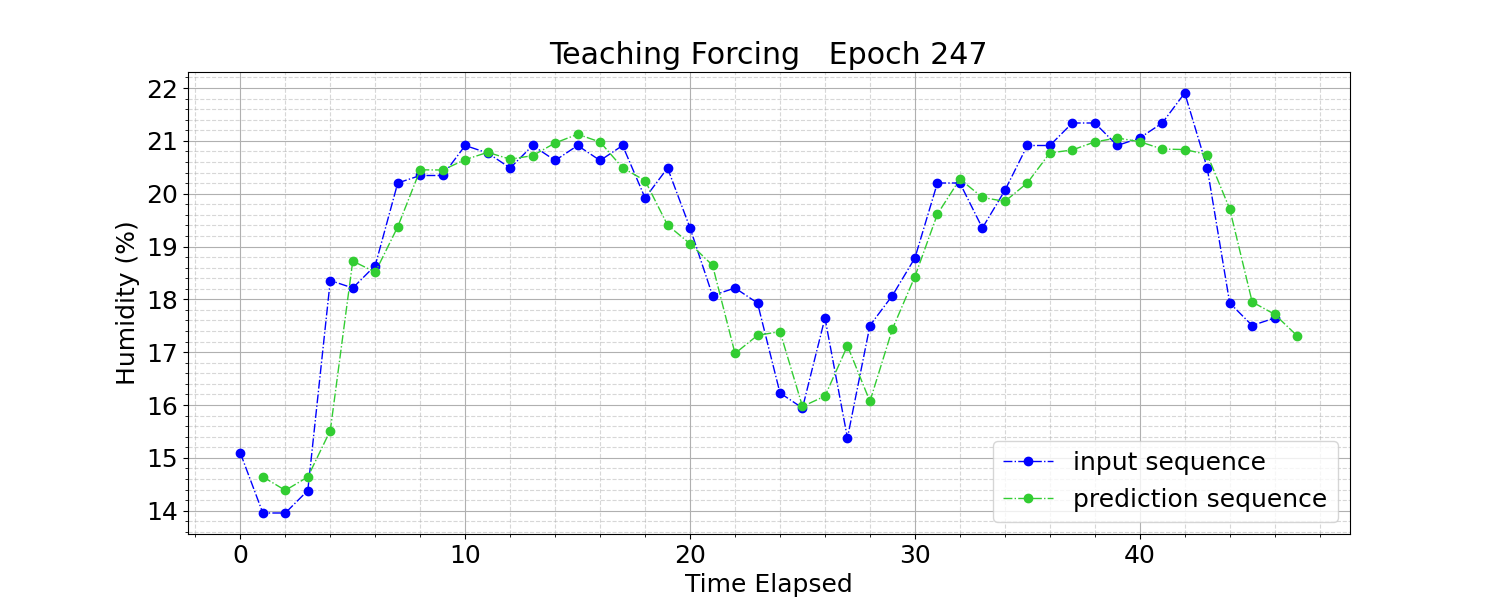 Teaching Forcing   Epoch 247
22
21
20
19
18
17
16
15
14
Humidity (%)
input sequence
prediction sequence
0 10 20 30 40
Time Elapsed